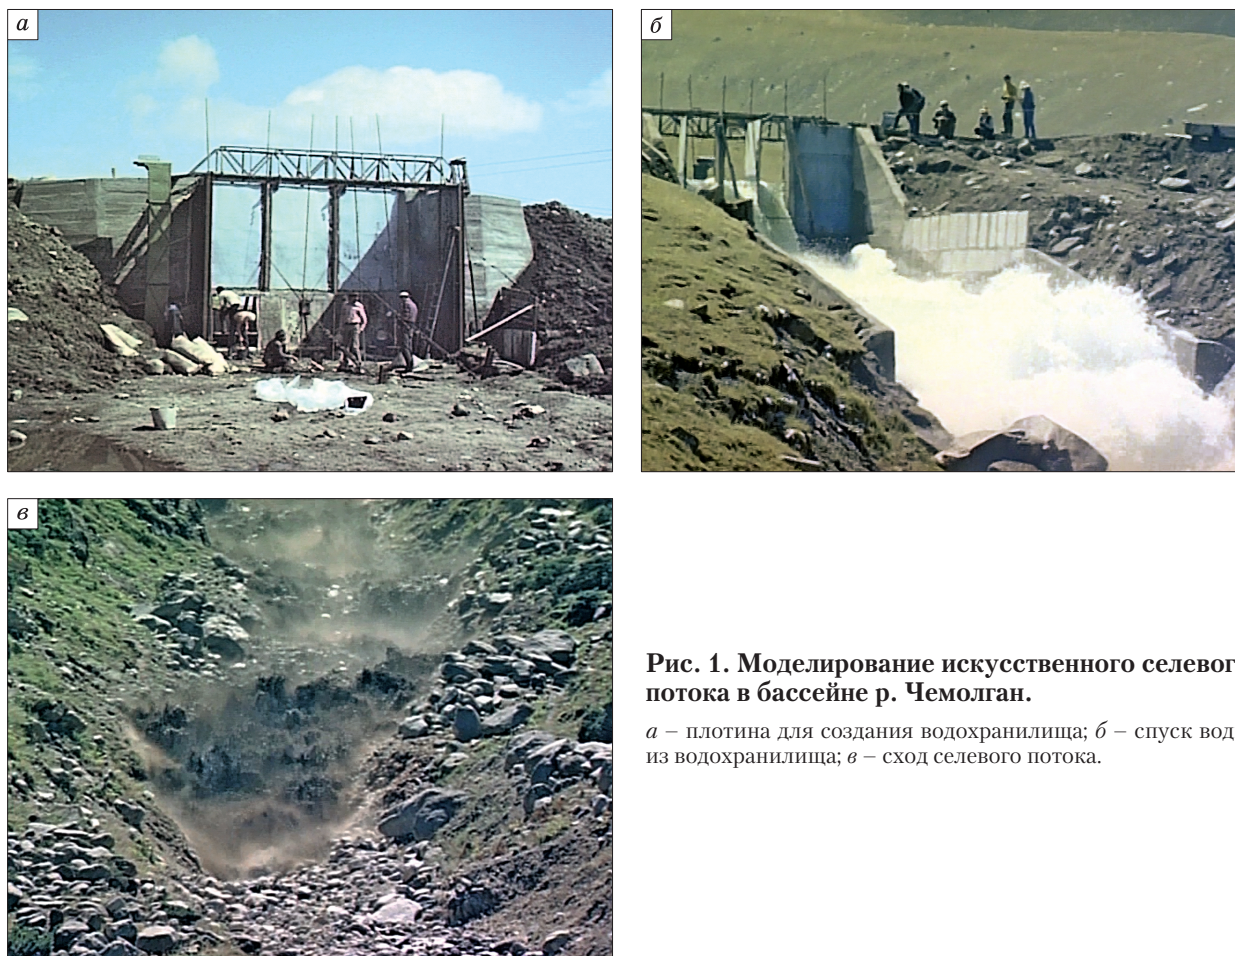 а
б
в
Рис. 1. Моделирование искусственного селевог
потока в бассейне р. Чемолган.
а – плотина для создания водохранилища; б – спуск вод
из водохранилища; в – сход селевого потока.